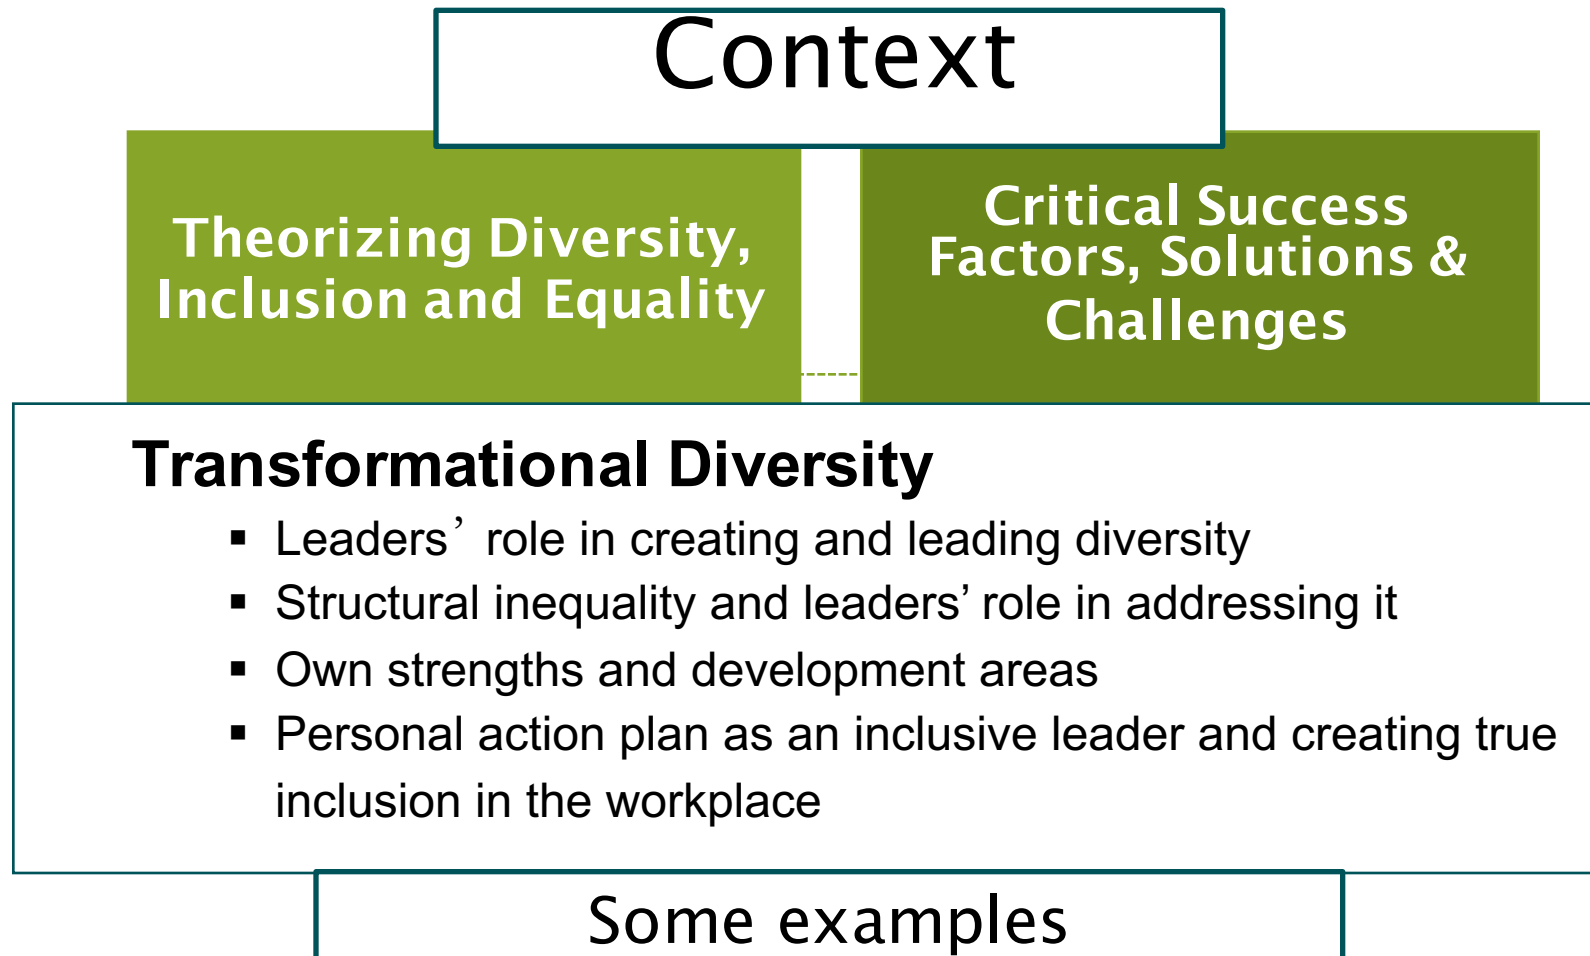 Context
Theorizing Diversity,
Inclusion and Equality
Critical Success
Factors, Solutions &
Challenges
Transformational Diversity
▪ Leaders’ role in creating and leading diversity
▪ Structural inequality and leaders’ role in addressing it
▪ Own strengths and development areas
▪ Personal action plan as an inclusive leader and creating true
inclusion in the workplace
Some examples